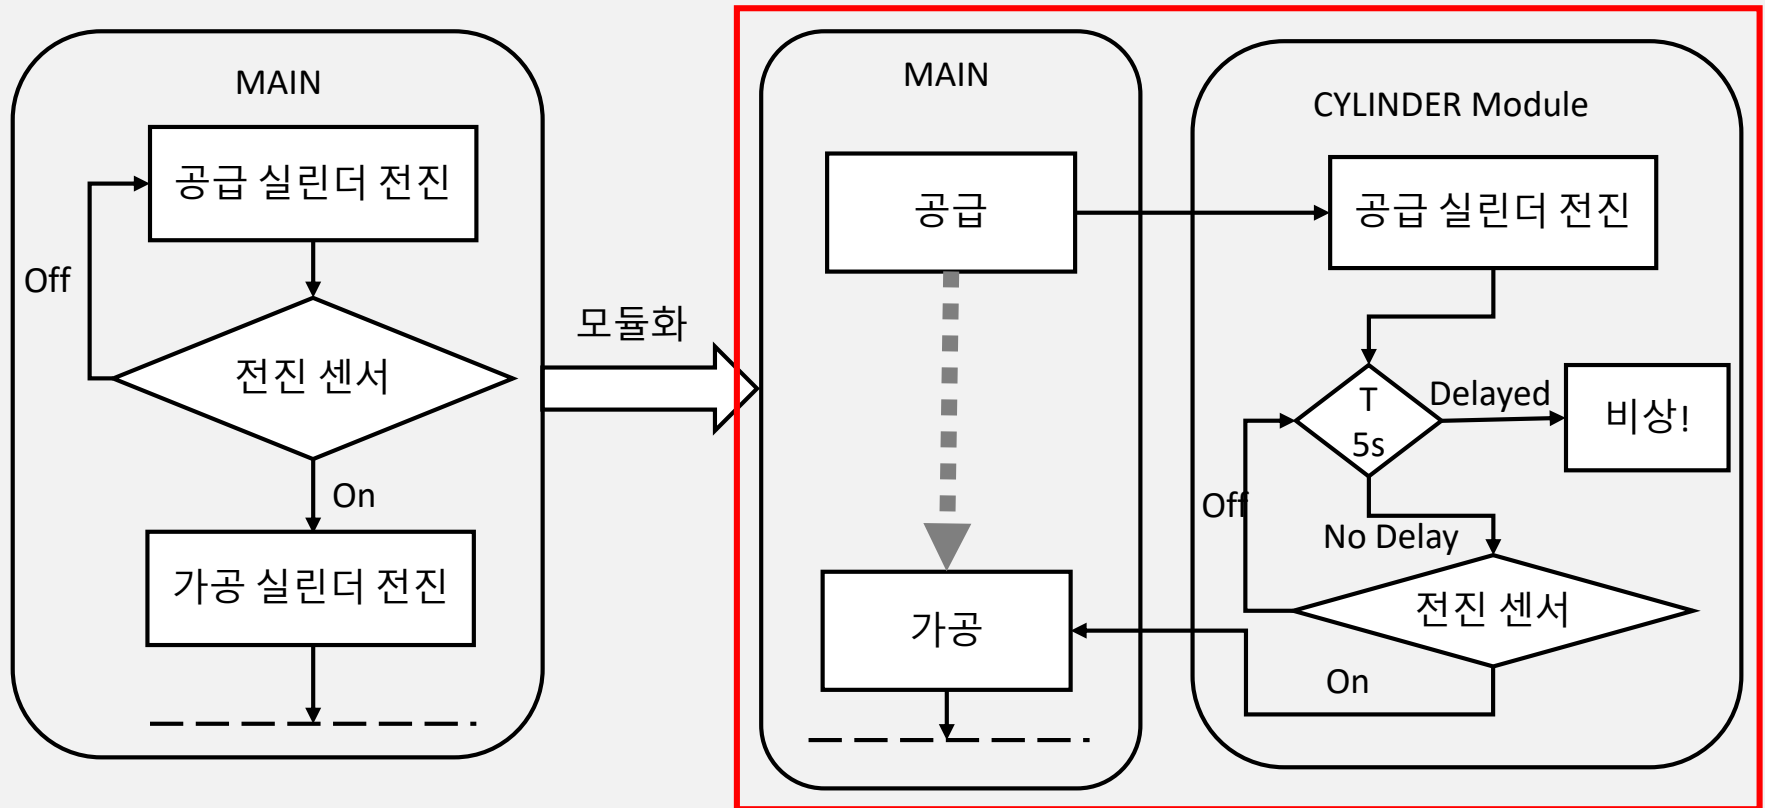 MAIN
공급 실린더 전진
Off
전진 센서
On
가공 실린더 전진
모듈화
MAIN
공급
가공
CYLINDER Module
공급 실린더 전진
T
5s
Delayed
비상!
Off
No Delay
전진 센서
On